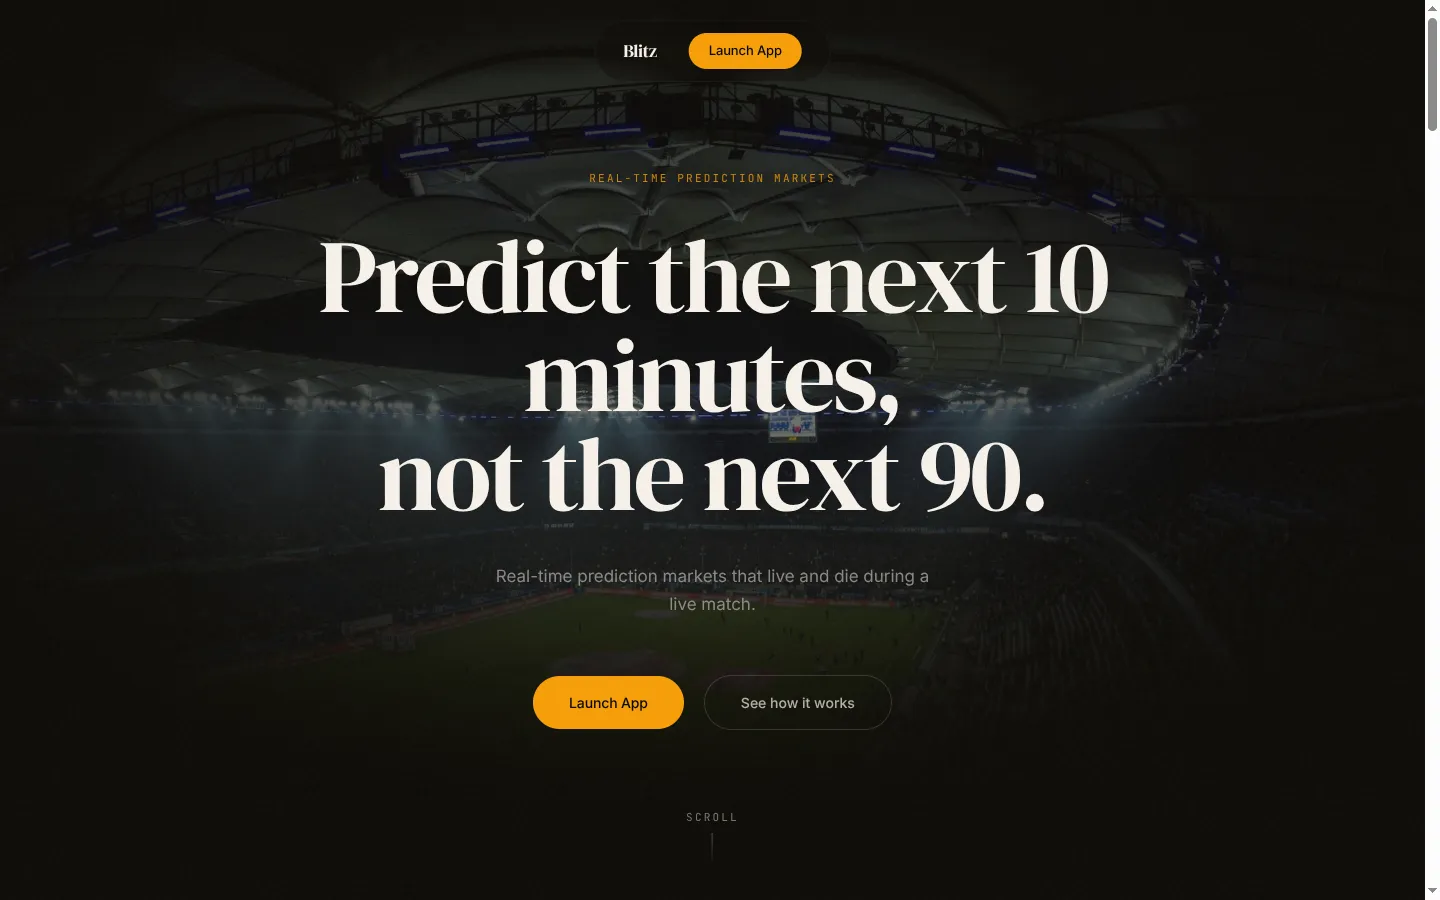 Blitz
Launch App
REAL-TIME PREDICTION MARKETS
Predict the next 10
minutes,
not the next 90.
Real-time prediction markets that live and die during a
live match.
Launch App
See how it works
SCROLL